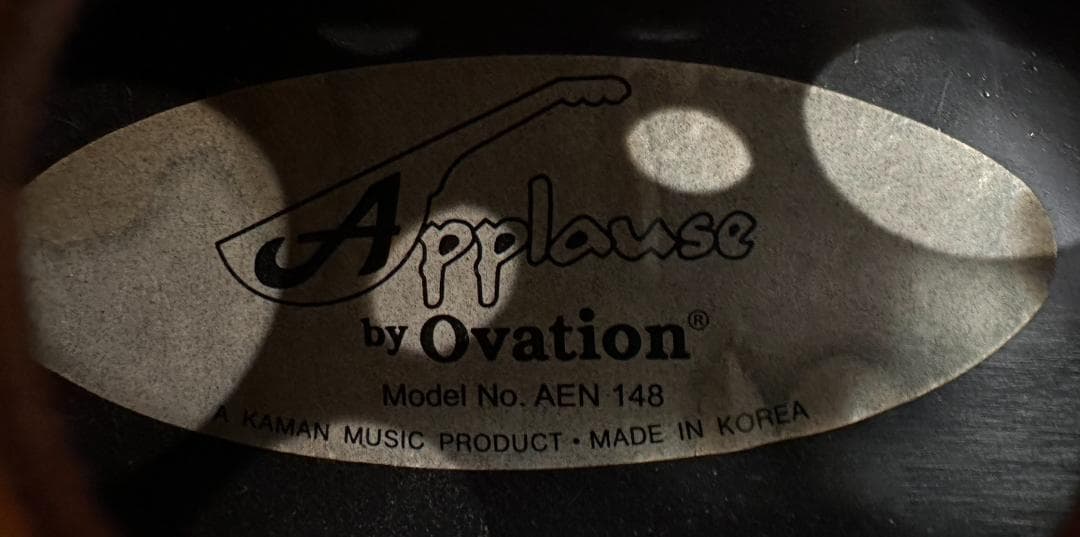 Applause
by Ovation®
Model No. AEN 148
A KAMAN MUSIC PRODUCT • MADE IN KOREA